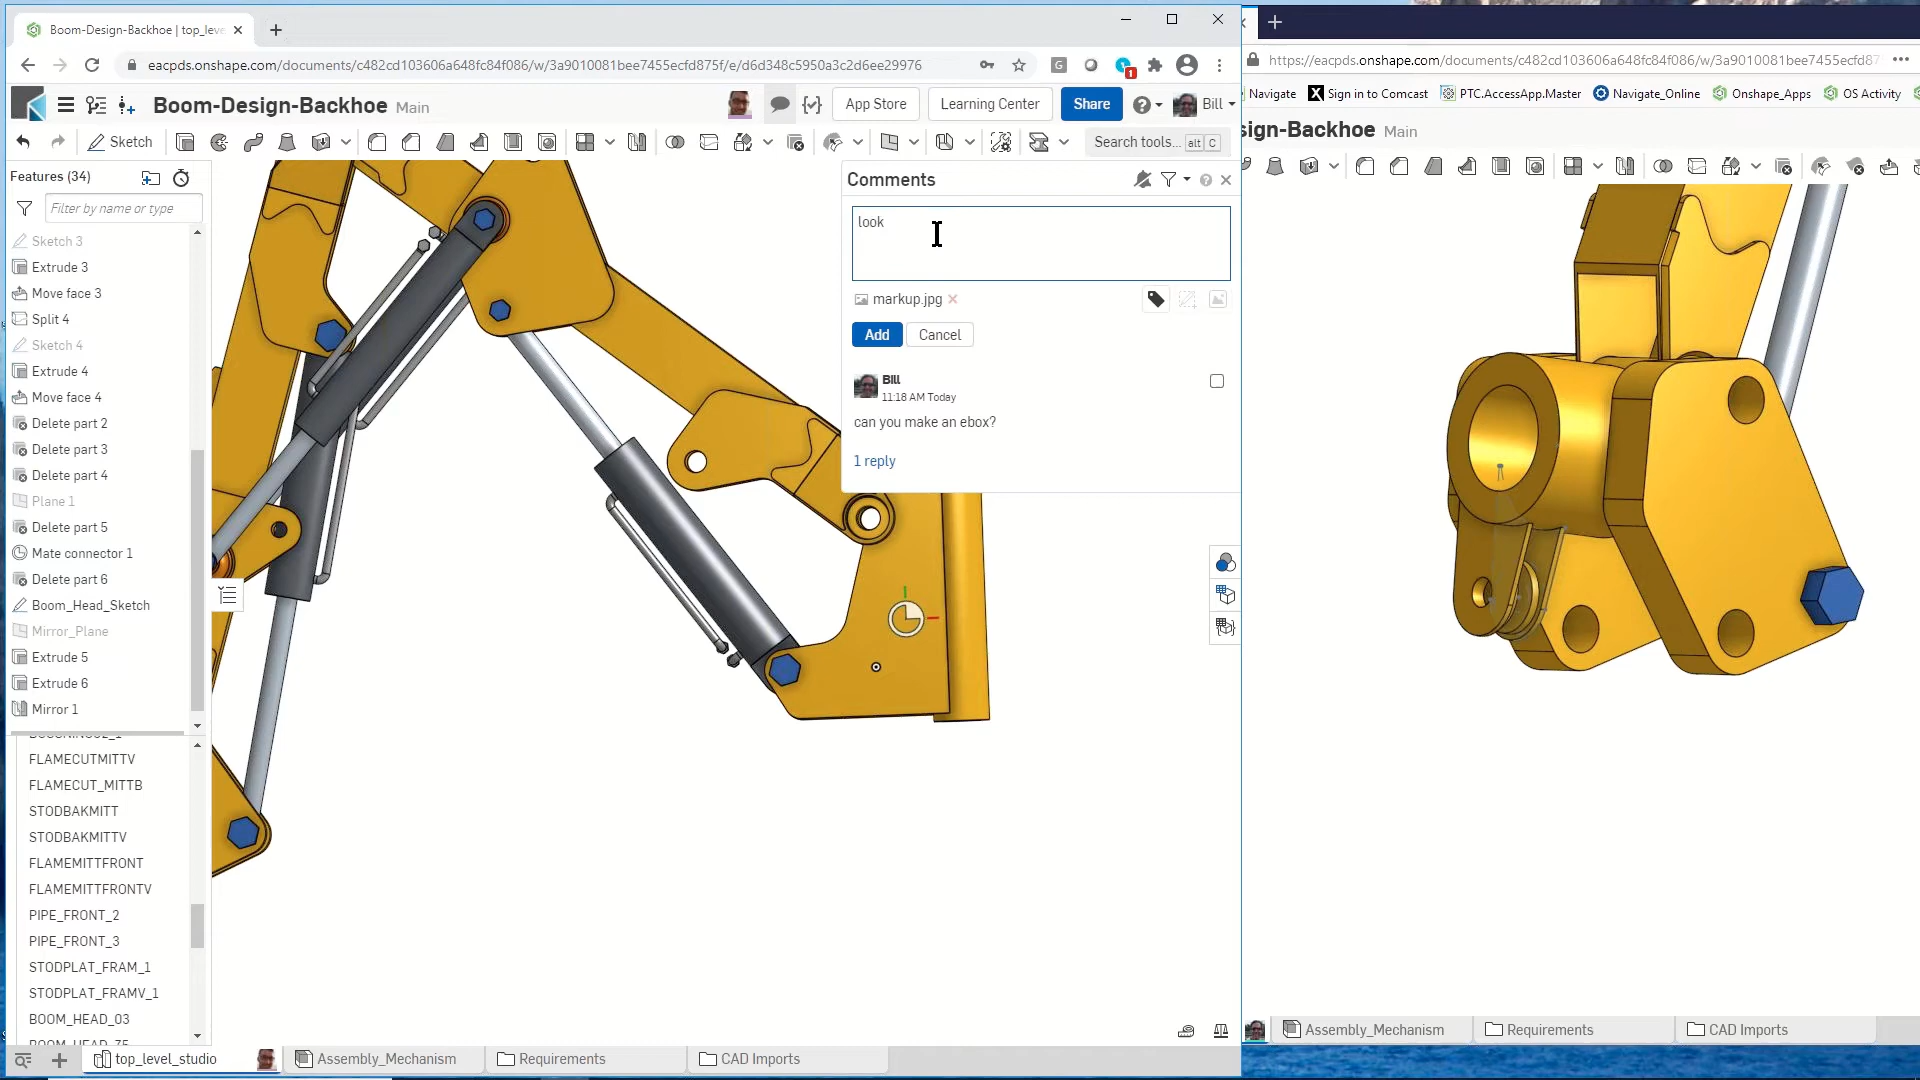 Boom-Design-Backhoe | top_leve
eacpds.onshape.com/documents/c482cd103606a648fc84f086/w/3a9010081bee7455ecfd875f/e/d6d348c5950a3c2d6ee29976
Boom-Design-Backhoe Main
App Store
Learning Center
Share
Bill
Sketch
Search tools... alt C
Features (34)
Filter by name or type
Sketch 3
Extrude 3
Move face 3
Split 4
Sketch 4
Extrude 4
Move face 4
Delete part 2
Delete part 3
Delete part 4
Plane 1
Delete part 5
Mate connector 1
Delete part 6
Boom_Head_Sketch
Mirror_Plane
Extrude 5
Extrude 6
Mirror 1
FLAMECUTMITTV
FLAMECUT_MITTB
STODBAKMITT
STODBAKMITTV
FLAMEMITTFRONT
FLAMEMITTFRONTV
PIPE_FRONT_2
PIPE_FRONT_3
STODPLAT_FRAM_1
STODPLAT_FRAMV_1
BOOM_HEAD_03
Comments
look
markup.jpg
Add
Cancel
Bill
11:18 AM Today
can you make an ebox?
1 reply
top_level_studio
Assembly_Mechanism
Requirements
CAD Imports
https://eacpds.onshape.com/documents/c482cd103606a648fc84f086/w/3a9010081bee7455ecfd87
Navigate
Sign in to Comcast
PTC.AccessApp.Master
Navigate_Online
Onshape_Apps
OS Activity
sign-Backhoe Main
Assembly_Mechanism
Requirements
CAD Imports